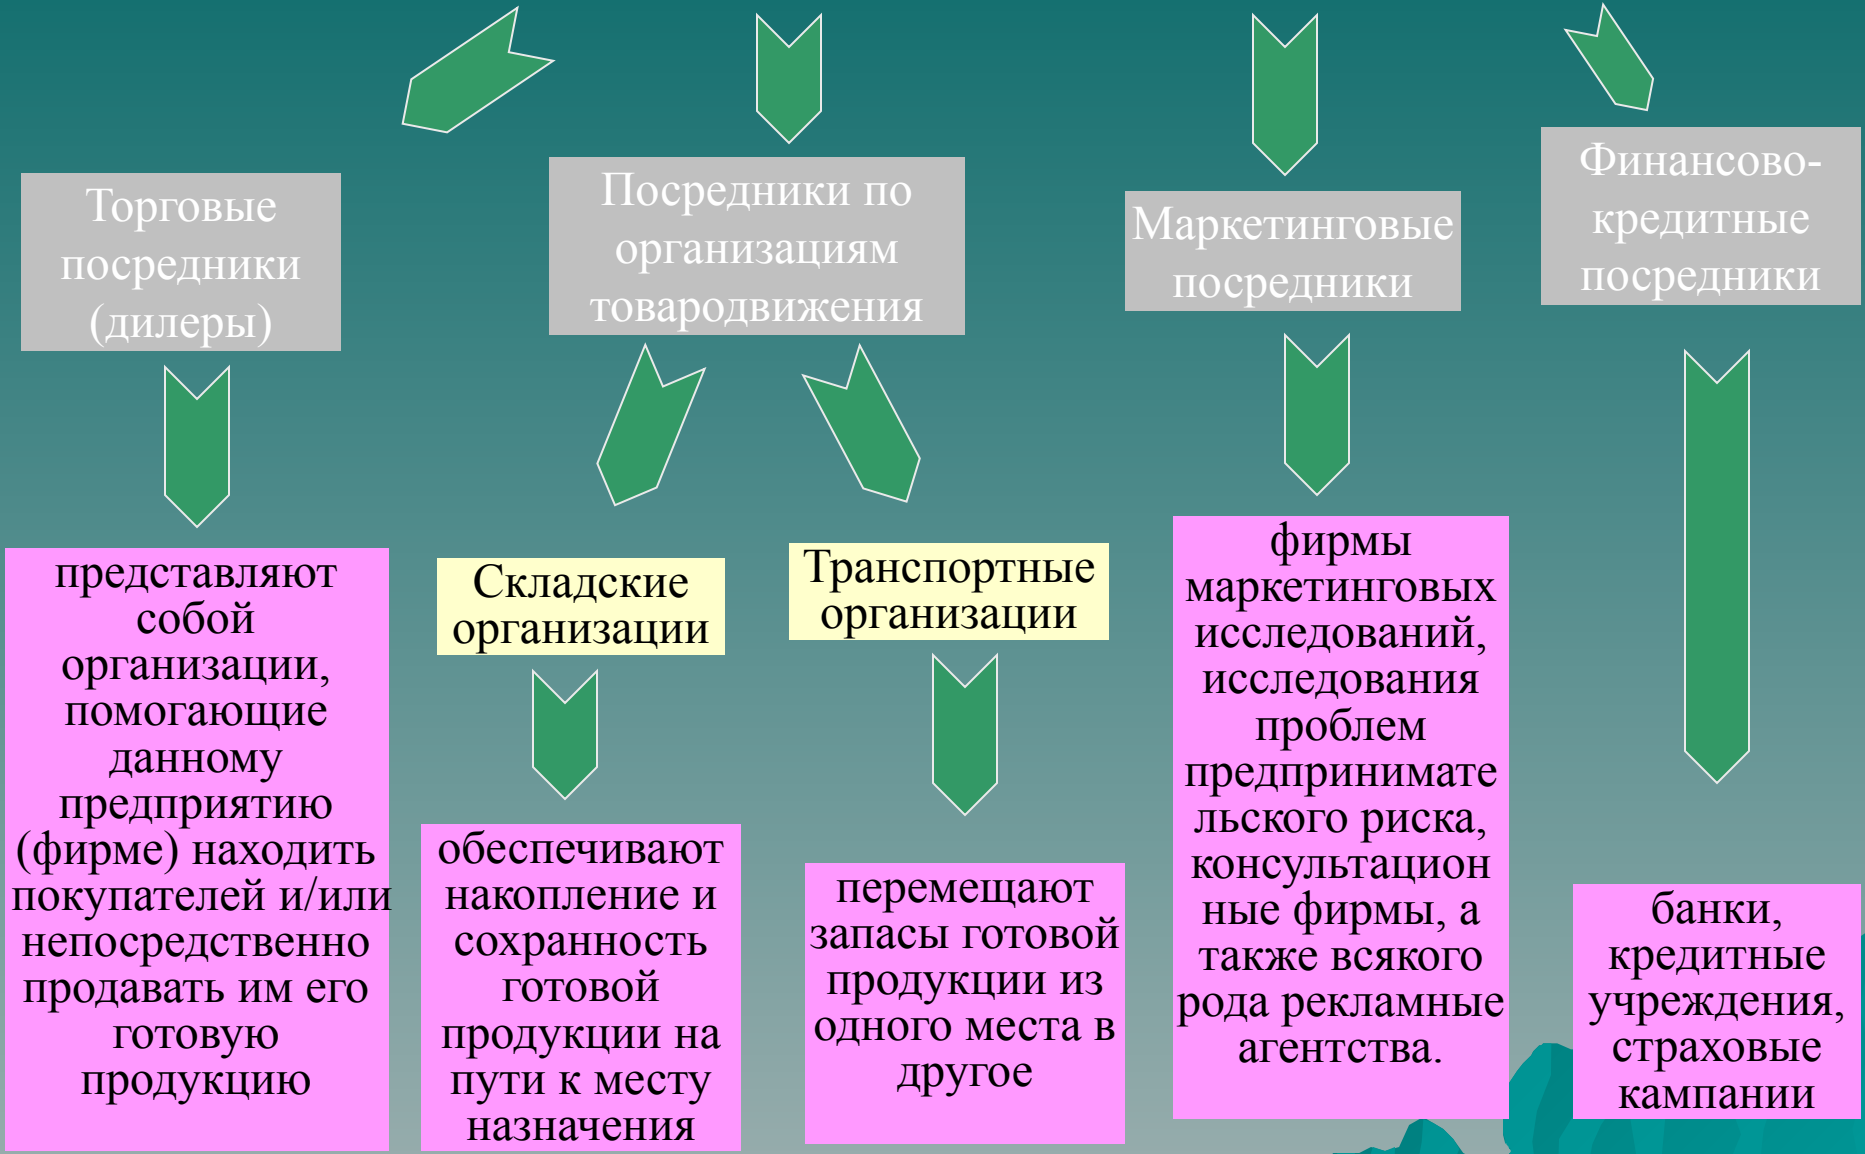 Торговые
посредники
(дилеры)
Посредники по
организациям
товародвижения
Маркетинговые
посредники
Финансово-
кредитные
посредники
представляют
собой
организации,
помогающие
данному
предприятию
(фирме) находить
покупателей и/или
непосредственно
продавать им его
готовую
продукцию
Складские
организации
обеспечивают
накопление и
сохранность
готовой
продукции на
пути к месту
назначения
Транспортные
организации
перемещают
запасы готовой
продукции из
одного места в
другое
фирмы
маркетинговых
исследований,
исследования
проблем
предпринимате
льского риска,
консультацион
ные фирмы, а
также всякого
рода рекламные
агентства.
банки,
кредитные
учреждения,
страховые
кампании